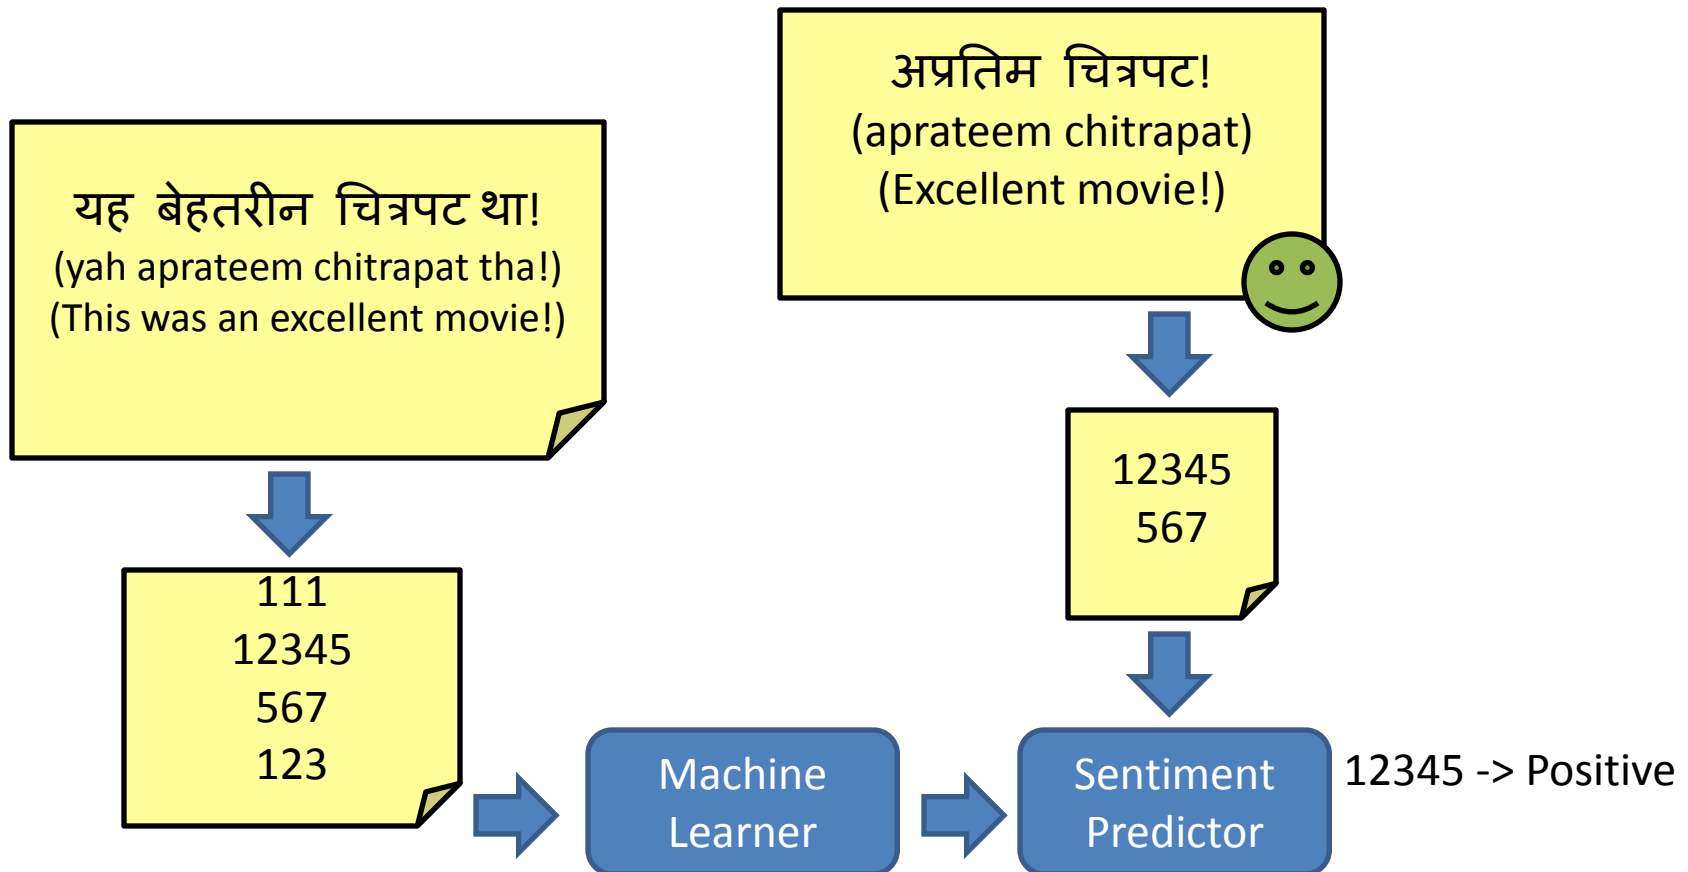 यह बेहतरीन चित्रपट था!
(yah aprateem chitrapat tha!)
(This was an excellent movie!)
111
12345
567
123
Machine
Learner
अप्रतिम चित्रपट!
(aprateem chitrapat)
(Excellent movie!)
12345
567
Sentiment
Predictor
12345 -> Positive